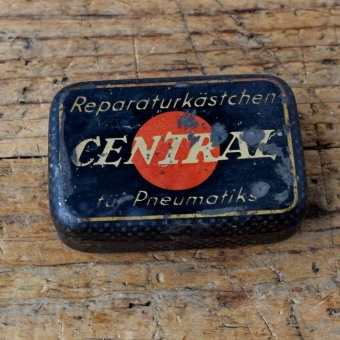 Reparaturkästchen
CENTRAL
für Pneumatiks